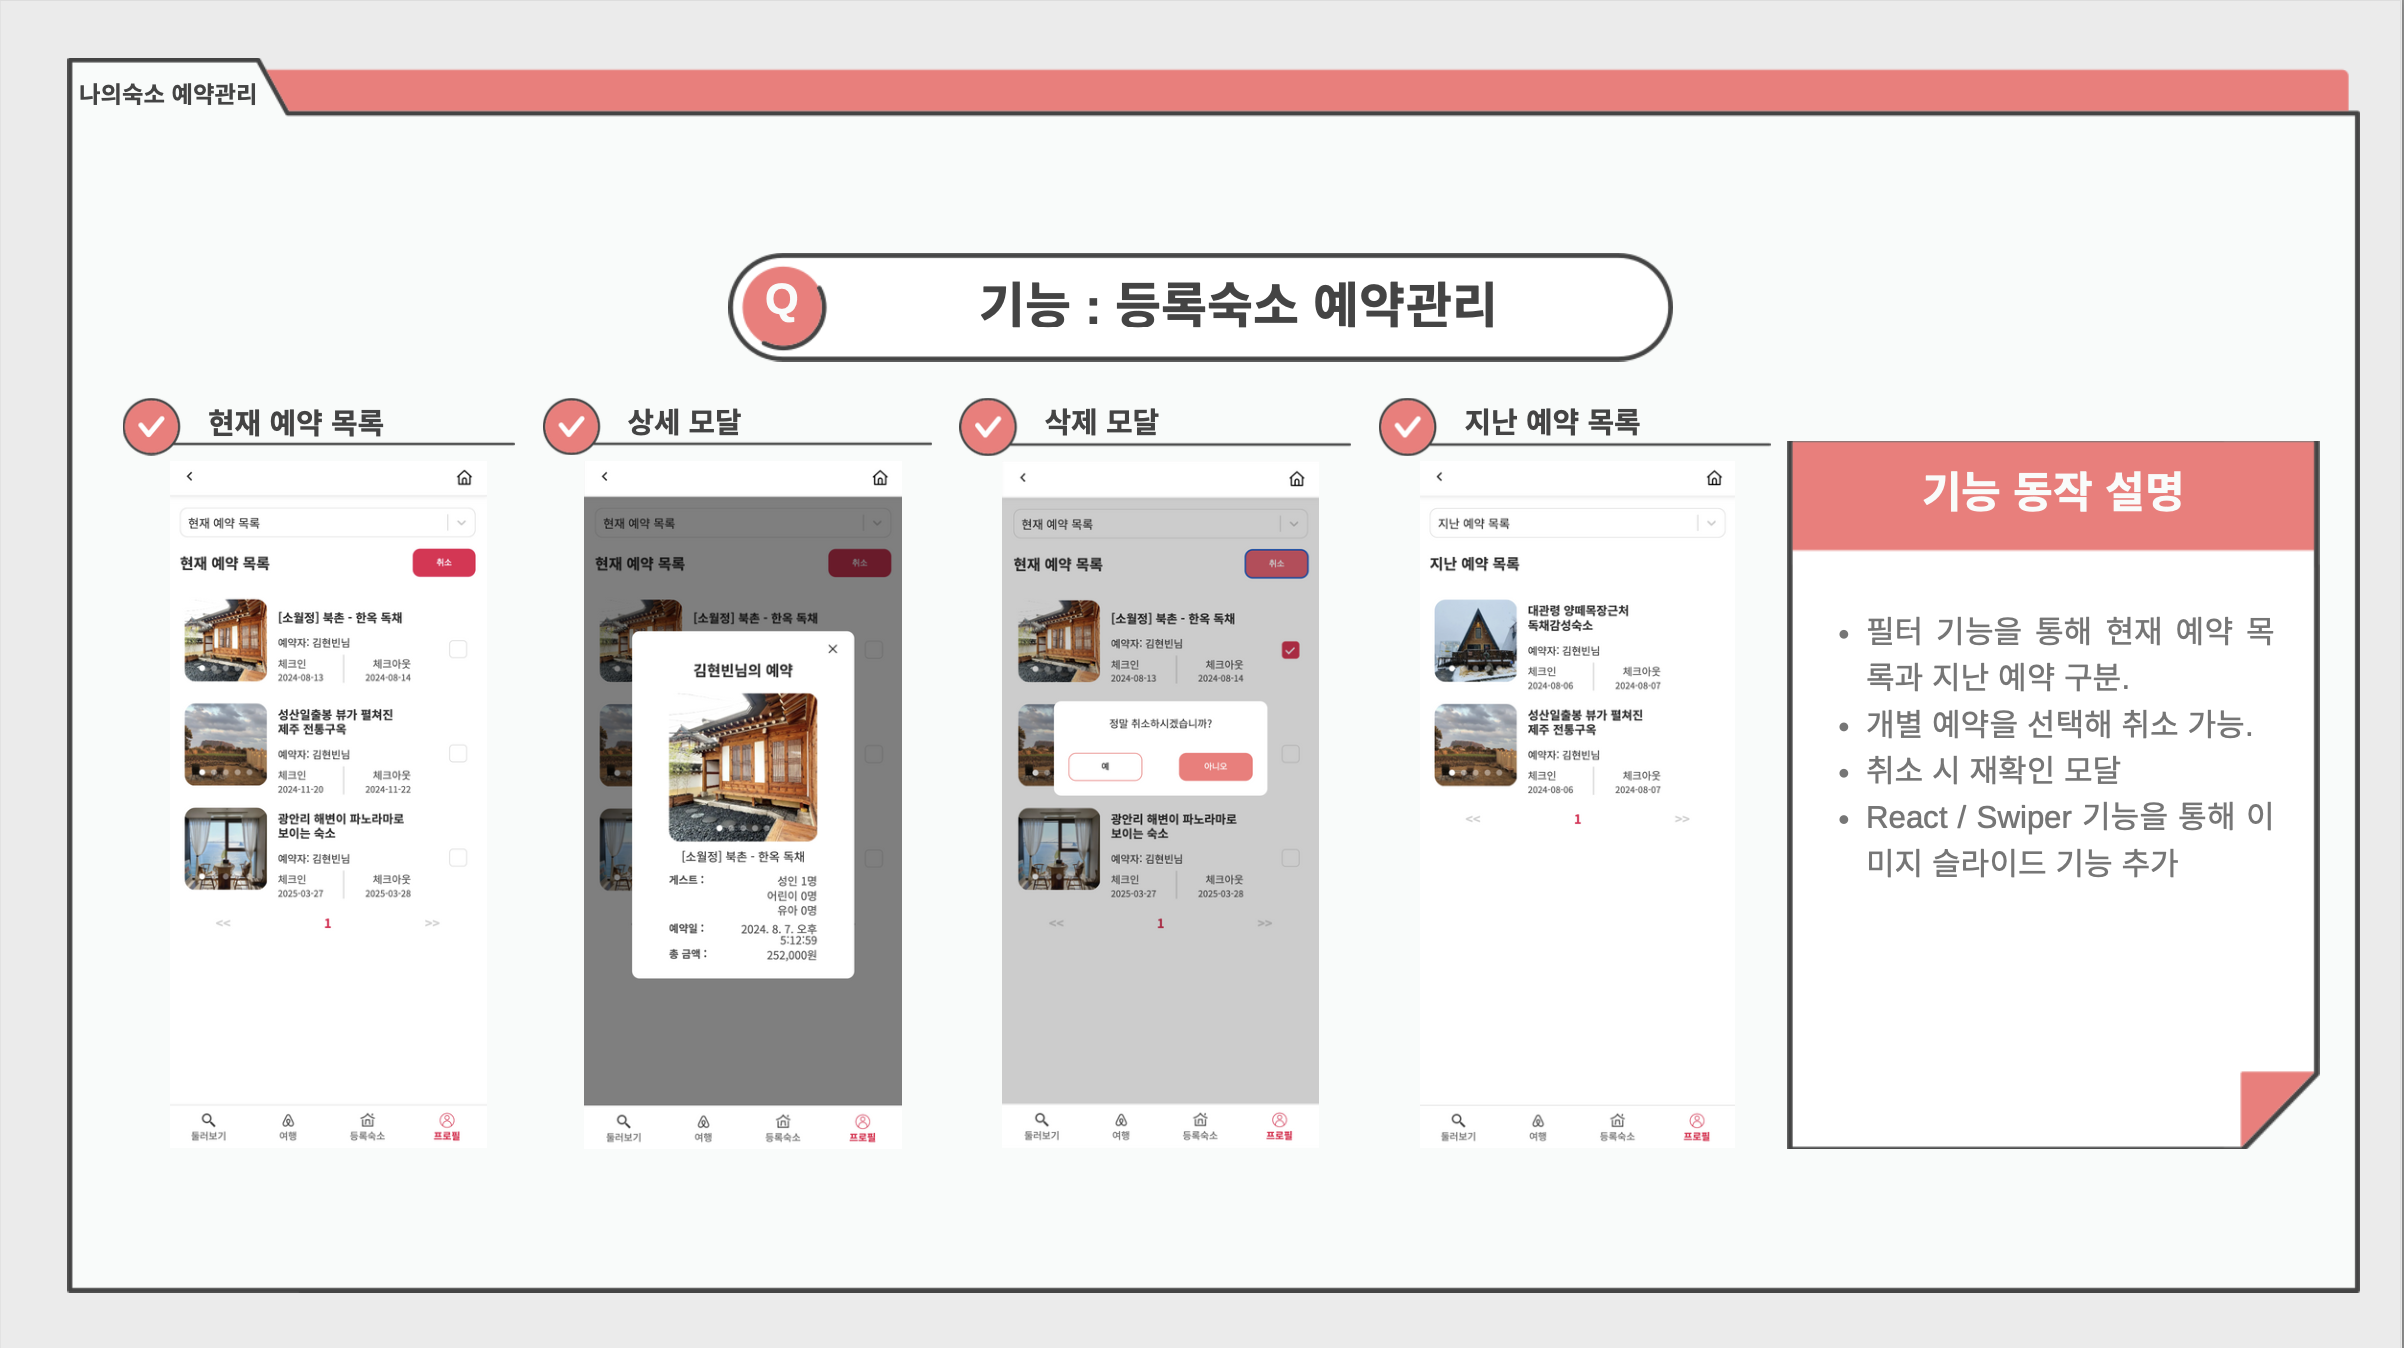 나의숙소 예약관리
Q
기능 : 등록숙소 예약관리
현재 예약 목록
현재 예약 목록
현재 예약 목록
취소
[소월정] 북촌 - 한옥 독채
예약자: 김현빈님
체크인 체크아웃
2024-08-13 2024-08-14
성산일출봉 뷰가 펼쳐진
제주 전통구옥
예약자: 김현빈님
체크인 체크아웃
2024-11-20 2024-11-22
광안리 해변이 파노라마로
보이는 숙소
예약자: 김현빈님
체크인 체크아웃
2025-03-27 2025-03-28
<< 1 >>
둘러보기 여행 등록숙소 프로필
상세 모달
현재 예약 목록
현재 예약 목록
취소
[소월정] 북촌 - 한옥 독채
김현빈님의 예약
[소월정] 북촌 - 한옥 독채
게스트 : 성인 1명
어린이 0명
유아 0명
예약일 : 2024. 8. 7. 오후
5:12:59
총 금액 : 252,000원
둘러보기 여행 등록숙소 프로필
삭제 모달
현재 예약 목록
현재 예약 목록
취소
[소월정] 북촌 - 한옥 독채
예약자: 김현빈님
체크인 체크아웃
2024-08-13 2024-08-14
정말 취소하시겠습니까?
예 아니오
광안리 해변이 파노라마로
보이는 숙소
예약자: 김현빈님
체크인 체크아웃
2025-03-27 2025-03-28
<< 1 >>
둘러보기 여행 등록숙소 프로필
지난 예약 목록
지난 예약 목록
지난 예약 목록
대관령 양떼목장근처
독채감성숙소
예약자: 김현빈님
체크인 체크아웃
2024-08-06 2024-08-07
성산일출봉 뷰가 펼쳐진
제주 전통구옥
예약자: 김현빈님
체크인 체크아웃
2024-08-06 2024-08-07
<< 1 >>
둘러보기 여행 등록숙소 프로필
기능 동작 설명
• 필터 기능을 통해 현재 예약 목
록과 지난 예약 구분.
• 개별 예약을 선택해 취소 가능.
• 취소 시 재확인 모달
• React / Swiper 기능을 통해 이
미지 슬라이드 기능 추가